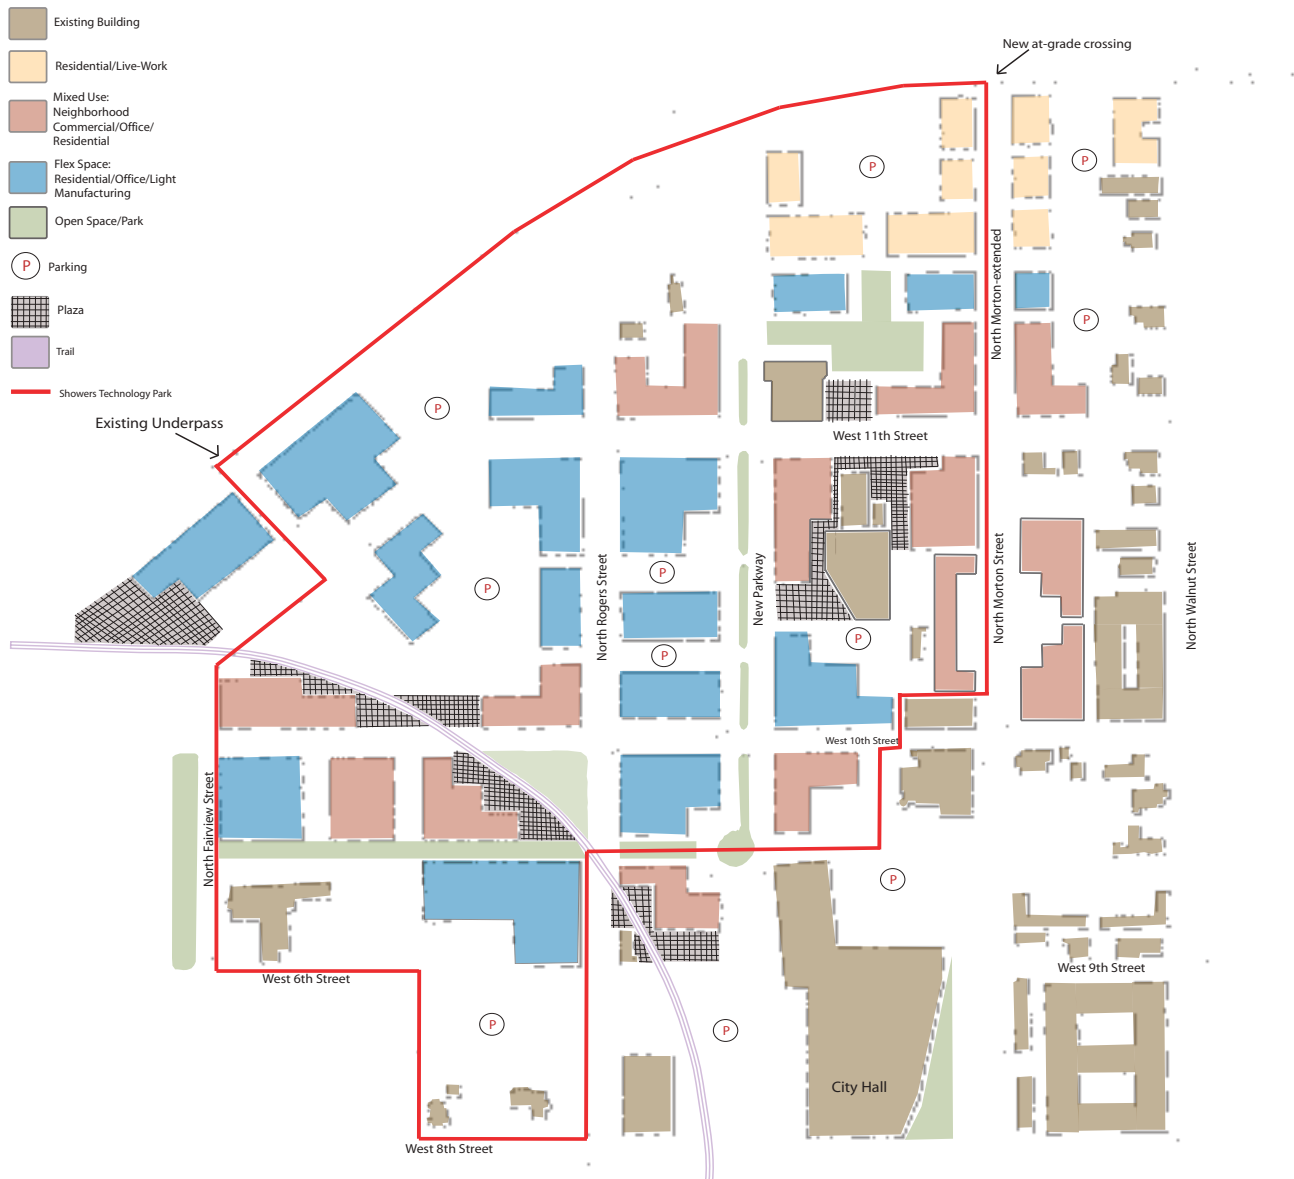 Existing Building
Residential/Live-Work
Mixed Use:
Neighborhood
Commercial/Office/
Residential
Flex Space:
Residential/Office/Light
Manufacturing
Open Space/Park
P
Parking
Plaza
Trail
Showers Technology Park
New at-grade crossing
Existing Underpass
P
P
P
P
P
P
P
P
P
P
P
P
North Morton-extended
West 11th Street
North Rogers Street
New Parkway
North Morton Street
North Walnut Street
West 10th Street
North Fairview Street
West 6th Street
West 9th Street
City Hall
West 8th Street